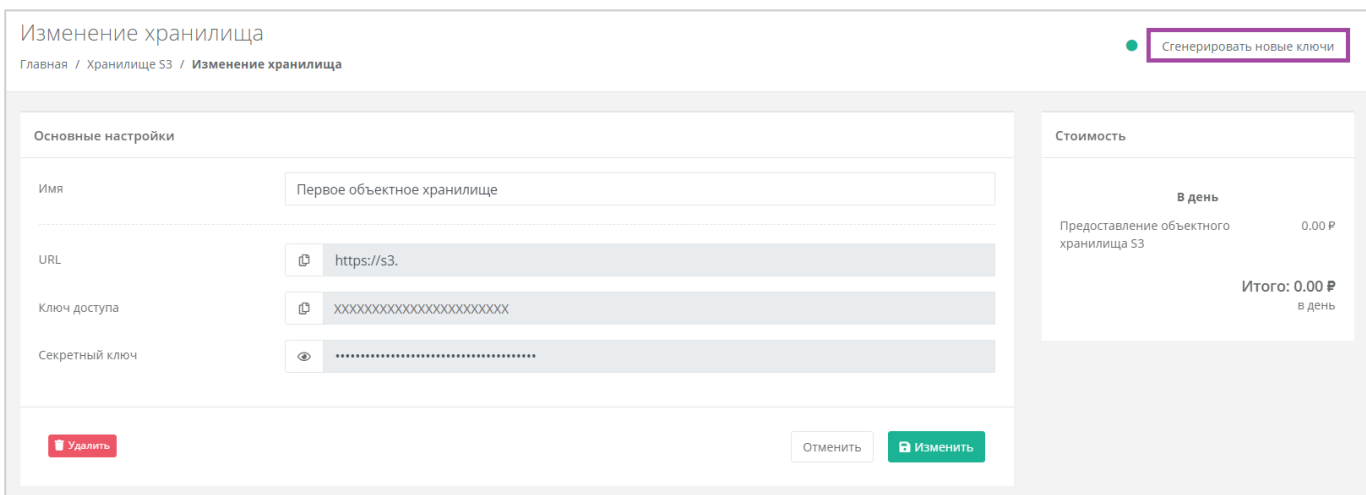 Изменение хранилища
Сгенерировать новые ключи
Главная / Хранилище S3 / Изменение хранилища
Основные настройки
Стоимость
Имя
Первое объектное хранилище
В день
Предоставление объектного
хранилища S3
0.00 ₽
URL
https://s3.
Итого: 0.00 ₽
в день
Ключ доступа
XXXXXXXXXXXXXXXXXXXXXXX
Секретный ключ
••••••••••••••••••••••••••••••••••••••••
Удалить
Отменить
Изменить